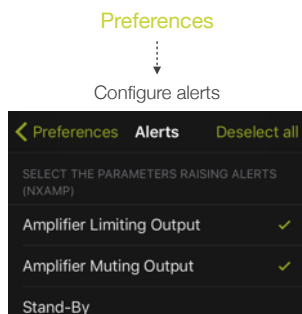 Preferences
Configure alerts
Preferences Alerts Deselect all
SELECT THE PARAMETERS RAISING ALERTS
(NXAMP)
Amplifier Limiting Output
Amplifier Muting Output
Stand-By